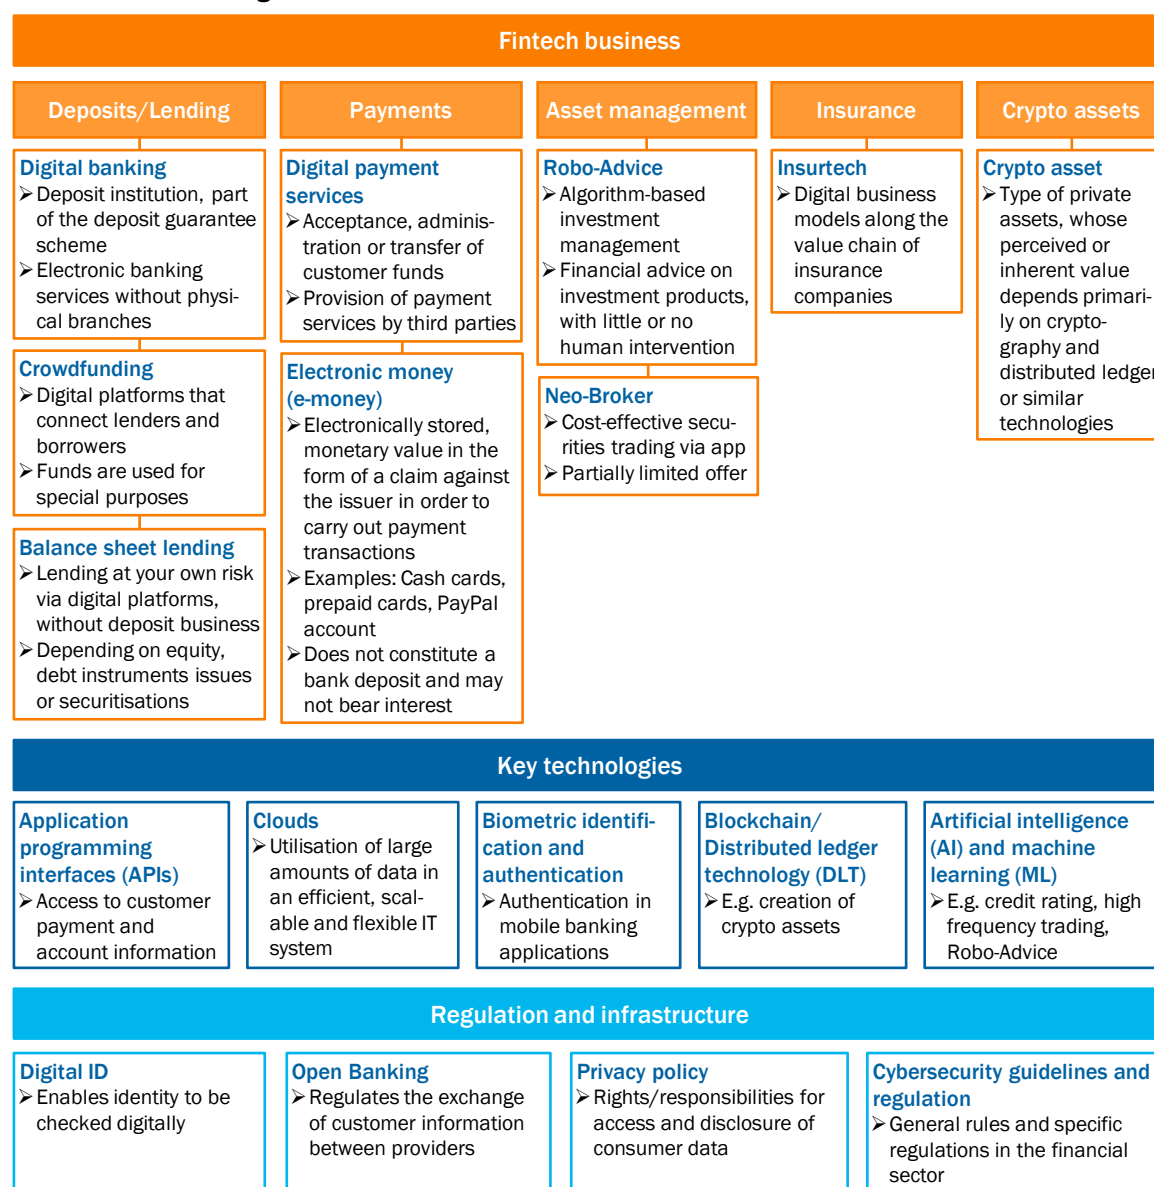 Fintech business
Deposits/Lending
Digital banking
➢ Deposit institution, part
of the deposit guarantee
scheme
➢ Electronic banking
services without physi-
cal branches
Crowdfunding
➢ Digital platforms that
connect lenders and
borrowers
➢ Funds are used for
special purposes
Balance sheet lending
➢ Lending at your own risk
via digital platforms,
without deposit business
➢ Depending on equity,
debt instruments issues
or securitisations
Payments
Digital payment
services
➢ Acceptance, adminis-
tration or transfer of
customer funds
➢ Provision of payment
services by third parties
Electronic money
(e-money)
➢ Electronically stored,
monetary value in the
form of a claim against
the issuer in order to
carry out payment
transactions
➢ Examples: Cash cards,
prepaid cards, PayPal
account
➢ Does not constitute a
bank deposit and may
not bear interest
Asset management
Robo-Advice
➢ Algorithm-based
investment
management
➢ Financial advice on
investment products,
with little or no
human intervention
Neo-Broker
➢ Cost-effective secu-
rities trading via app
➢ Partially limited offer
Insurance
Insurtech
➢ Digital business
models along the
value chain of
insurance
companies
Crypto assets
Crypto asset
➢ Type of private
assets, whose
perceived or
inherent value
depends primari-
ly on crypto-
graphy and
distributed ledger
or similar
technologies
Key technologies
Application
programming
interfaces (APIs)
➢ Access to customer
payment and
account information
Clouds
➢ Utilisation of large
amounts of data in
an efficient, scal-
able and flexible IT
system
Biometric identifi-
cation and
authentication
➢ Authentication in
mobile banking
applications
Blockchain/
Distributed ledger
technology (DLT)
➢ E.g. creation of
crypto assets
Artificial intelligence
(AI) and machine
learning (ML)
➢ E.g. credit rating, high
frequency trading,
Robo-Advice
Regulation and infrastructure
Digital ID
➢ Enables identity to be
checked digitally
Open Banking
➢ Regulates the exchange
of customer information
between providers
Privacy policy
➢ Rights/responsibilities for
access and disclosure of
consumer data
Cybersecurity guidelines and
regulation
➢ General rules and specific
regulations in the financial
sector